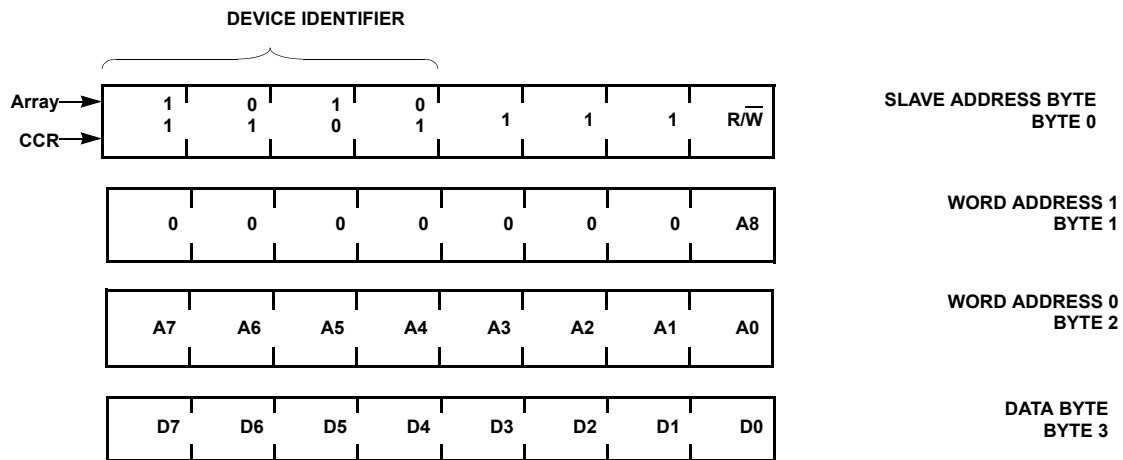 DEVICE IDENTIFIER
Array 1 0 1 0
CCR 1 1 0 1 1 1 1 R/W̅
SLAVE ADDRESS BYTE
BYTE 0
0 0 0 0 0 0 0 A8
WORD ADDRESS 1
BYTE 1
A7 A6 A5 A4 A3 A2 A1 A0
WORD ADDRESS 0
BYTE 2
D7 D6 D5 D4 D3 D2 D1 D0
DATA BYTE
BYTE 3